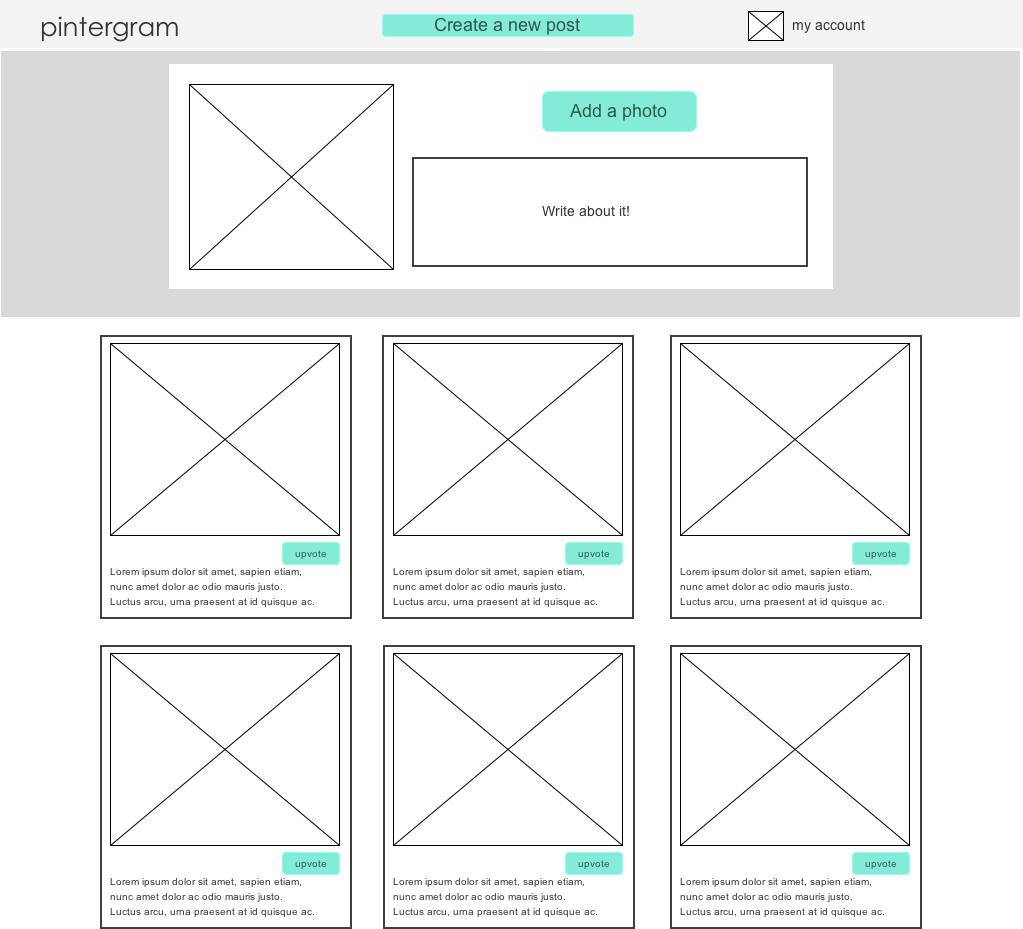 pintergram
Create a new post
my account
Add a photo
Write about it!
upvote
Lorem ipsum dolor sit amet, sapien etiam,
nunc amet dolor ac odio mauris justo.
Luctus arcu, urna praesent at id quisque ac.
upvote
Lorem ipsum dolor sit amet, sapien etiam,
nunc amet dolor ac odio mauris justo.
Luctus arcu, urna praesent at id quisque ac.
upvote
Lorem ipsum dolor sit amet, sapien etiam,
nunc amet dolor ac odio mauris justo.
Luctus arcu, urna praesent at id quisque ac.
upvote
Lorem ipsum dolor sit amet, sapien etiam,
nunc amet dolor ac odio mauris justo.
Luctus arcu, urna praesent at id quisque ac.
upvote
Lorem ipsum dolor sit amet, sapien etiam,
nunc amet dolor ac odio mauris justo.
Luctus arcu, urna praesent at id quisque ac.
upvote
Lorem ipsum dolor sit amet, sapien etiam,
nunc amet dolor ac odio mauris justo.
Luctus arcu, urna praesent at id quisque ac.